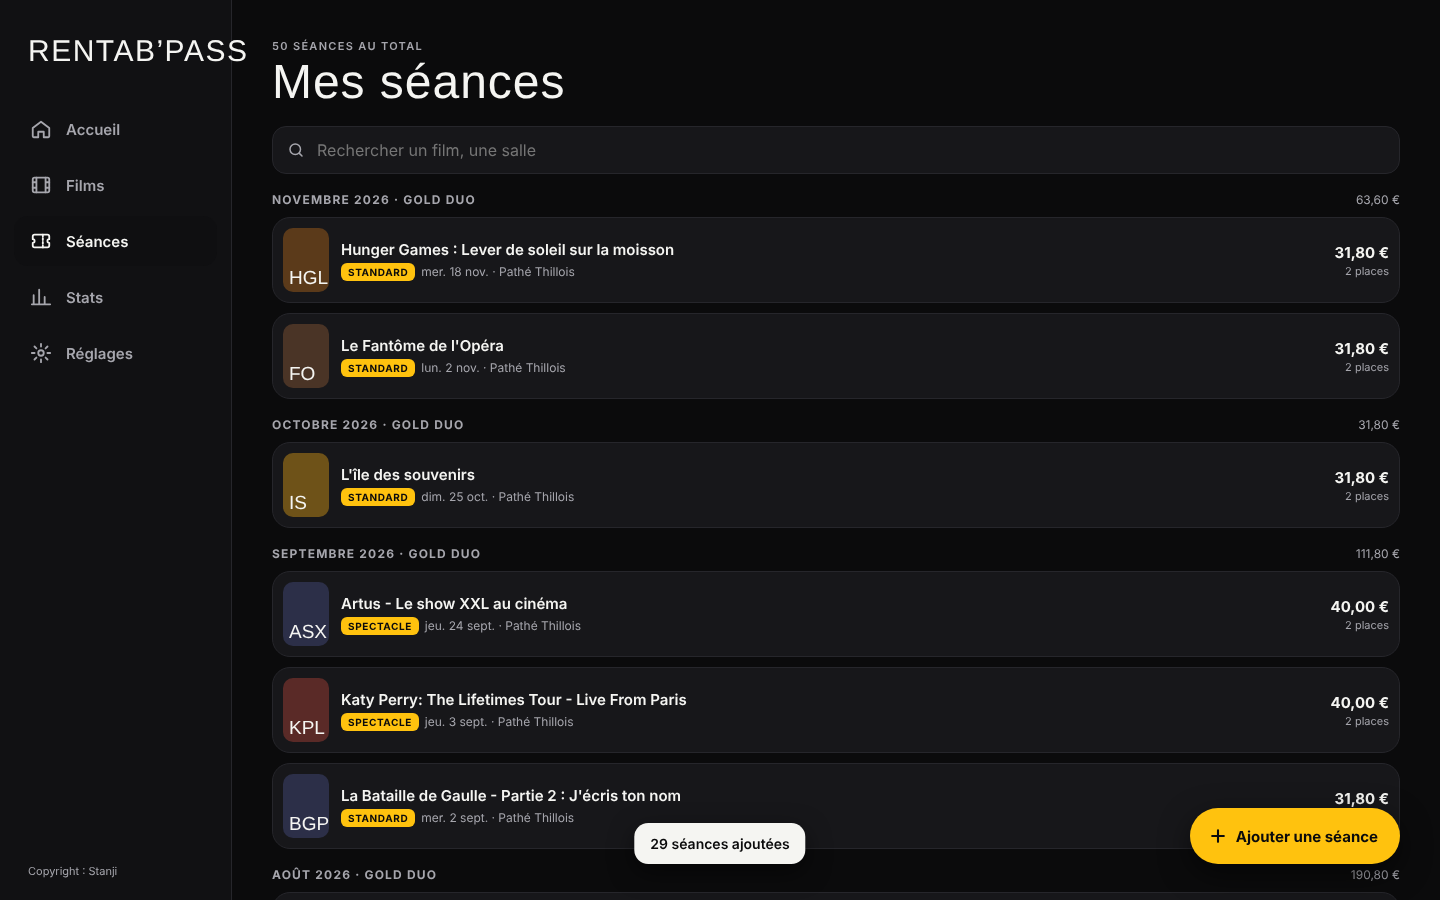 RENTAB’PASS
Accueil
Films
Séances
Stats
Réglages
Copyright : Stanji
50 SÉANCES AU TOTAL
Mes séances
Rechercher un film, une salle
NOVEMBRE 2026 · GOLD DUO
63,60 €
HGL
Hunger Games : Lever de soleil sur la moisson
STANDARD mer. 18 nov. · Pathé Thillois
31,80 €
2 places
FO
Le Fantôme de l'Opéra
STANDARD lun. 2 nov. · Pathé Thillois
31,80 €
2 places
OCTOBRE 2026 · GOLD DUO
31,80 €
IS
L'île des souvenirs
STANDARD dim. 25 oct. · Pathé Thillois
31,80 €
2 places
SEPTEMBRE 2026 · GOLD DUO
111,80 €
ASX
Artus - Le show XXL au cinéma
SPECTACLE jeu. 24 sept. · Pathé Thillois
40,00 €
2 places
KPL
Katy Perry: The Lifetimes Tour - Live From Paris
SPECTACLE jeu. 3 sept. · Pathé Thillois
40,00 €
2 places
BGP
La Bataille de Gaulle - Partie 2 : J'écris ton nom
STANDARD mer. 2 sept. · Pathé Thillois
31,80 €
29 séances ajoutées
Ajouter une séance
AOÛT 2026 · GOLD DUO
190,80 €